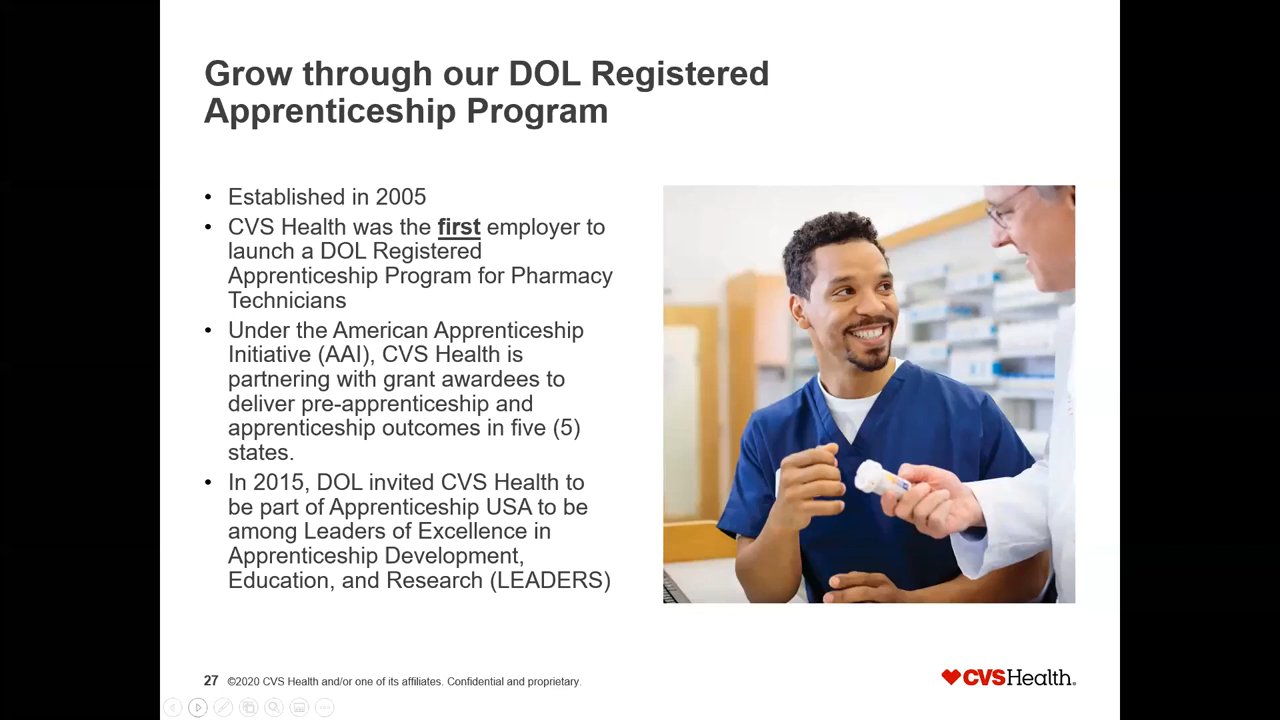 Grow through our DOL Registered
Apprenticeship Program
• Established in 2005
• CVS Health was the first employer to
launch a DOL Registered
Apprenticeship Program for Pharmacy
Technicians
• Under the American Apprenticeship
Initiative (AAI), CVS Health is
partnering with grant awardees to
deliver pre-apprenticeship and
apprenticeship outcomes in five (5)
states.
• In 2015, DOL invited CVS Health to
be part of Apprenticeship USA to be
among Leaders of Excellence in
Apprenticeship Development,
Education, and Research (LEADERS)
27 ©2020 CVS Health and/or one of its affiliates. Confidential and proprietary.
CVSHealth.